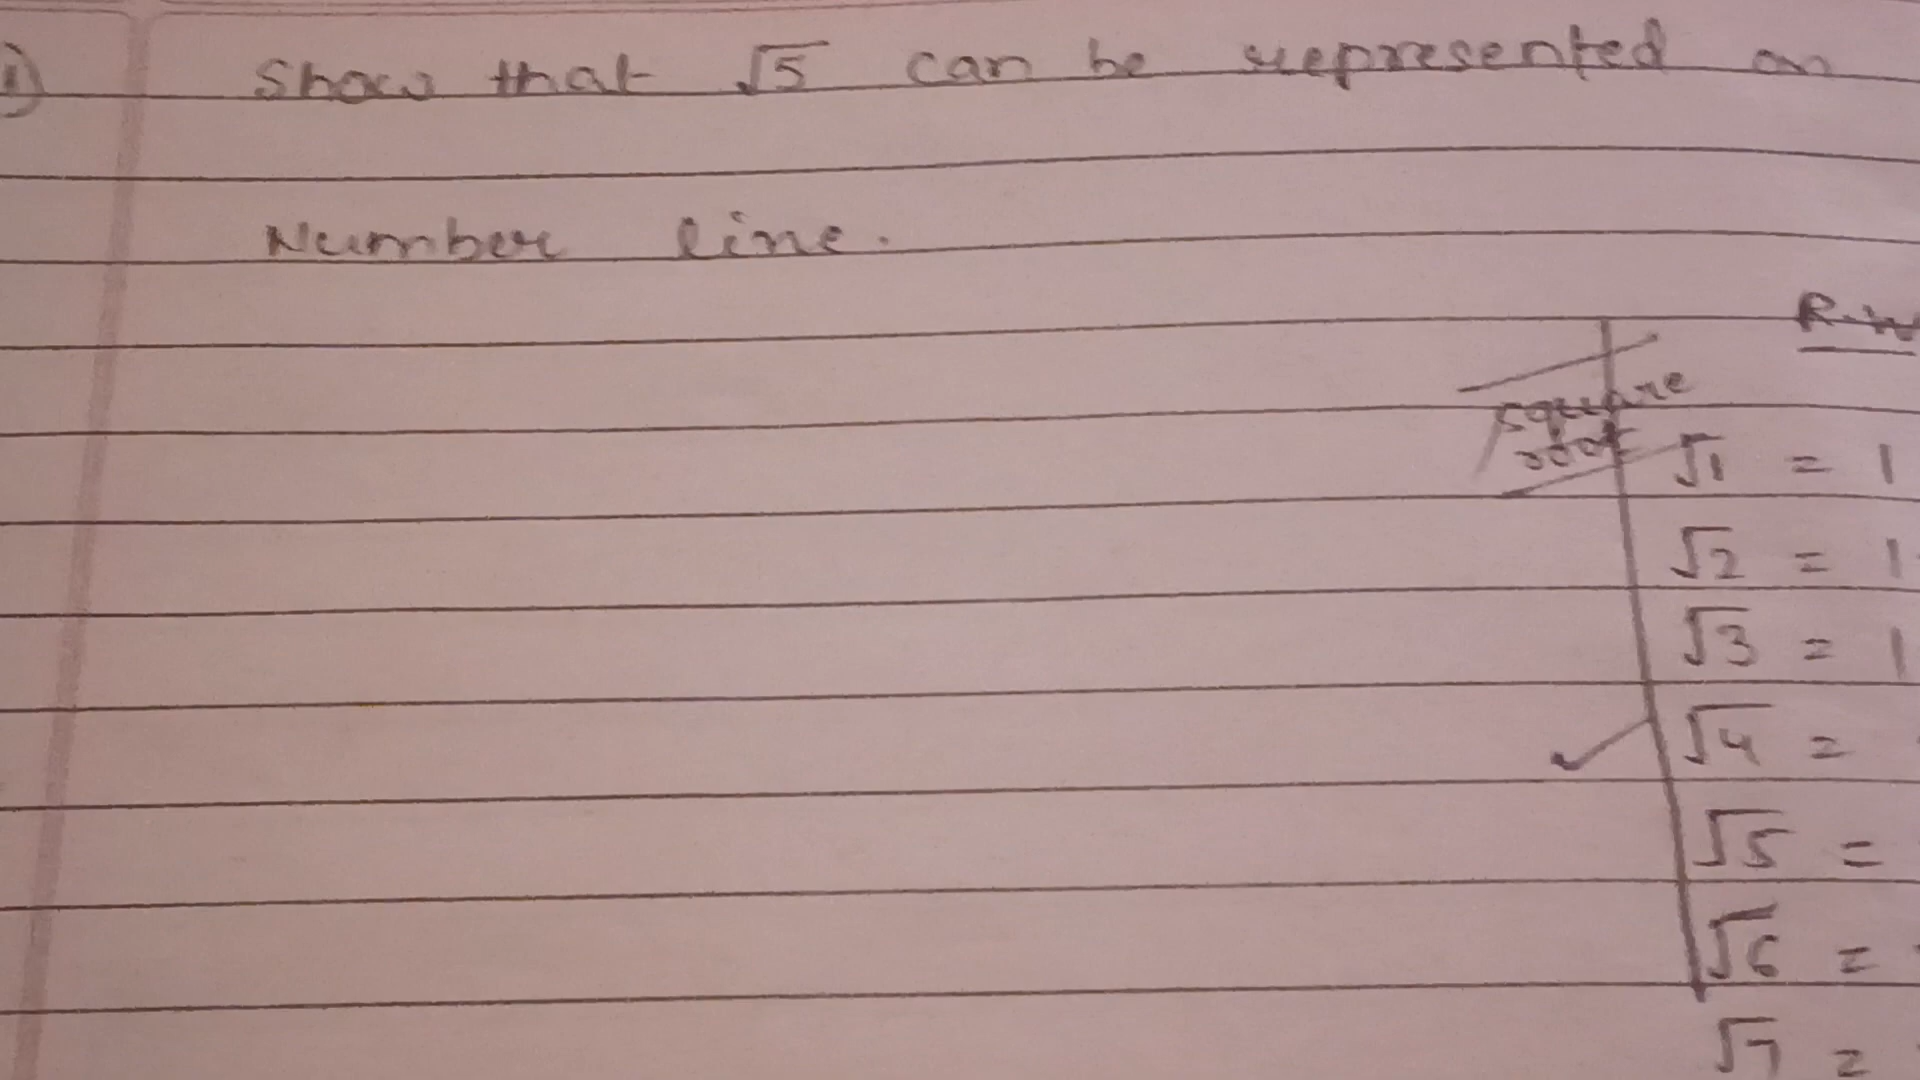 1) Show that √5 can be represented on
Number line.
R.w
square
root
√1 = 1
√2 = 1
√3 = 1
√4 =
√5 =
√6 =
√7 =